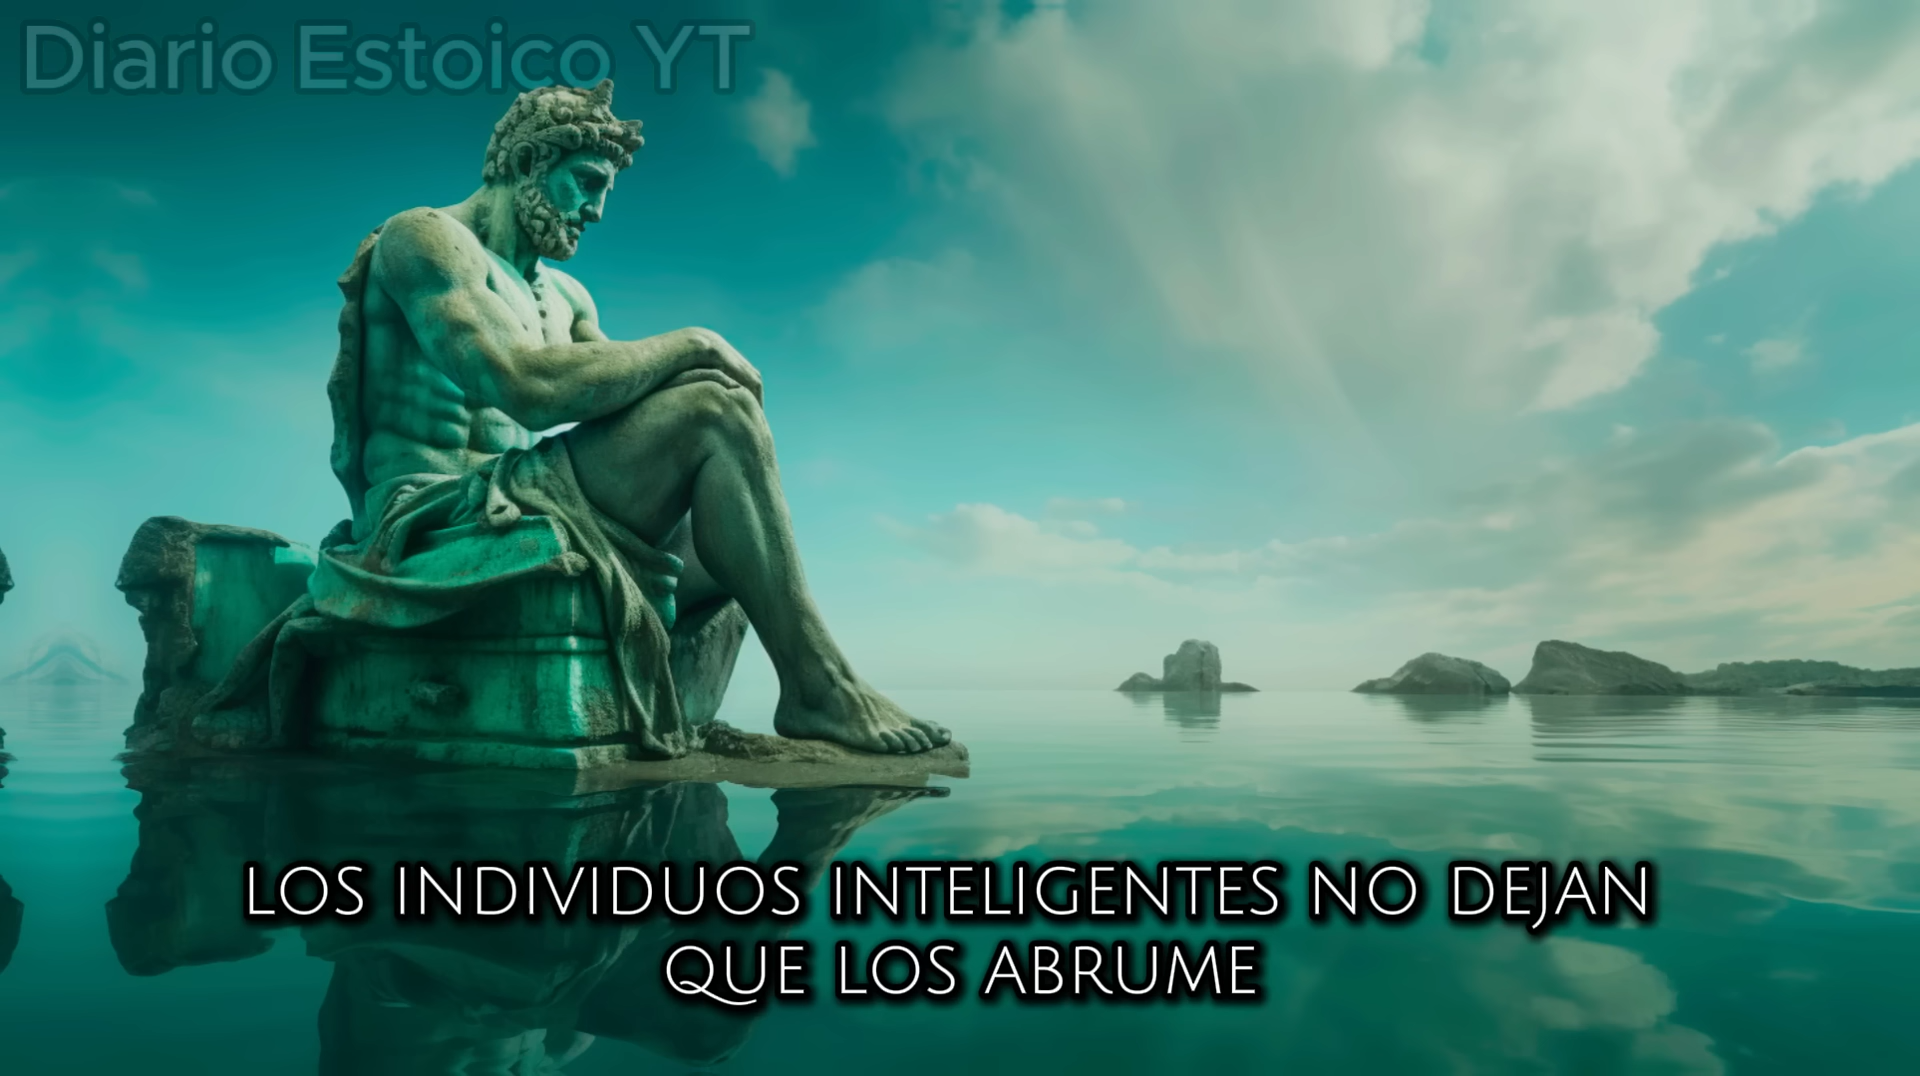 Diario Estoico YT
LOS INDIVIDUOS INTELIGENTES NO DEJAN
QUE LOS ABRUME